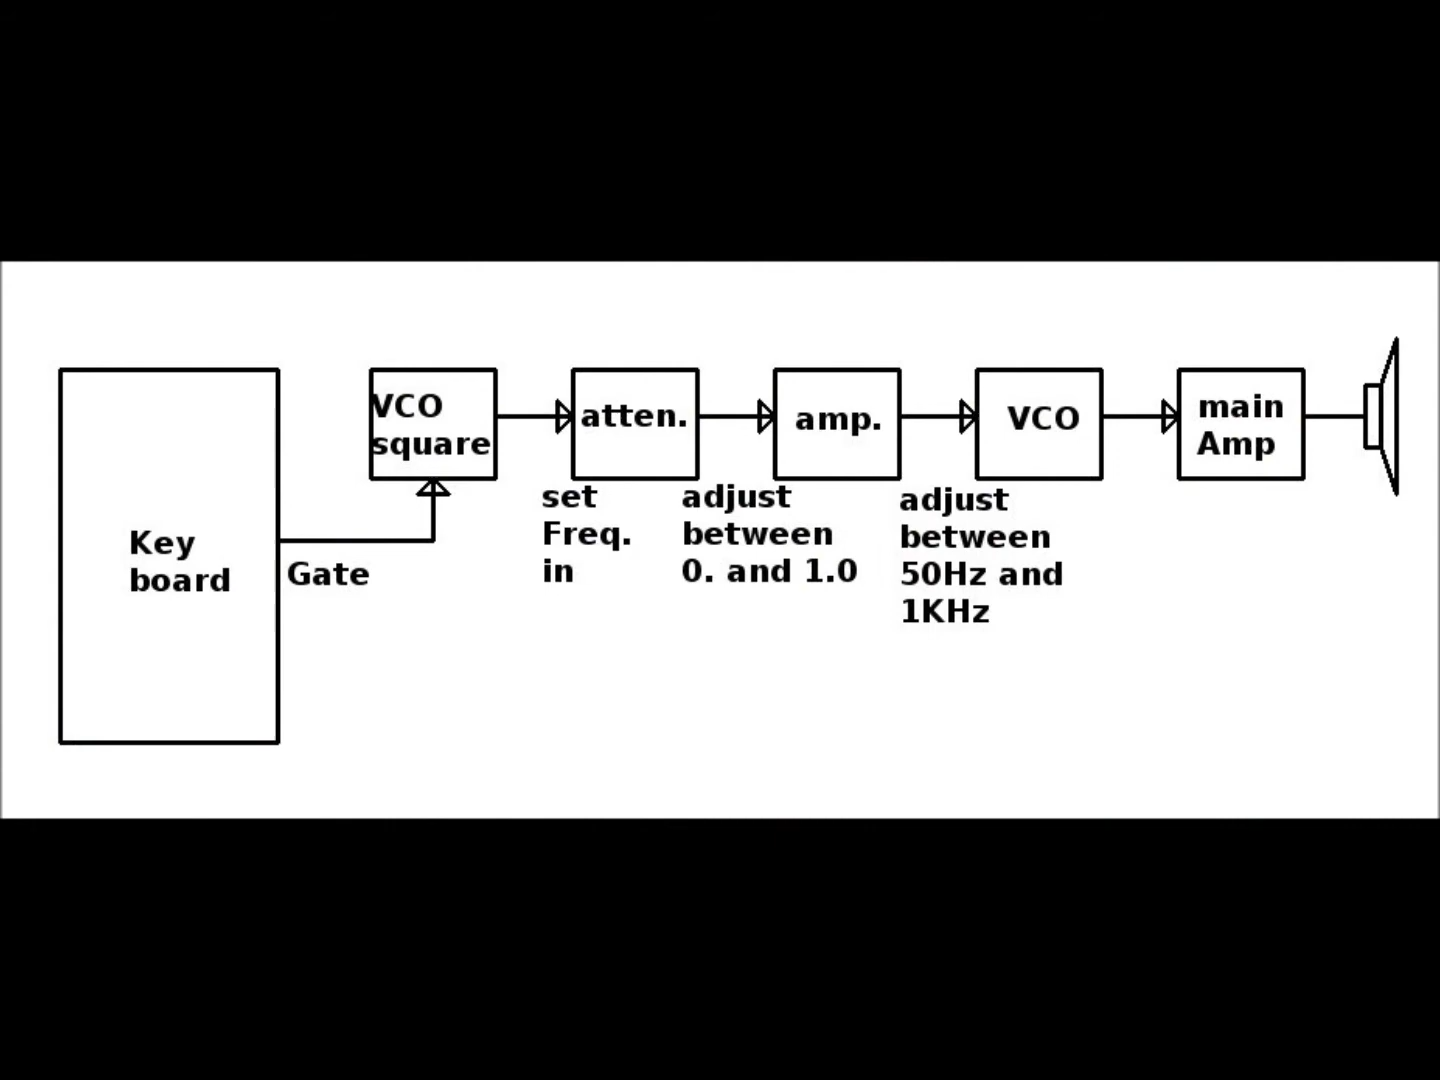 VCO
square
atten.
amp.
VCO
main
Amp
Key
board
Gate
set
Freq.
in
adjust
between
0. and 1.0
adjust
between
50Hz and
1KHz